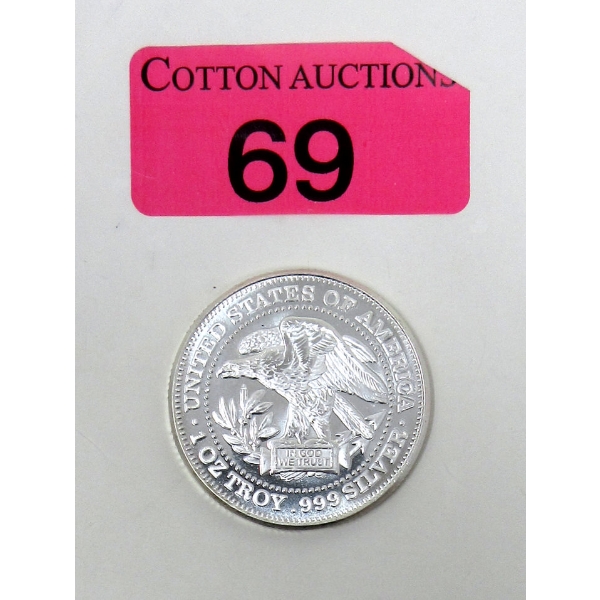 COTTON AUCTIONS
69
· UNITED STATES OF AMERICA ·
IN GOD
WE TRUST
1 OZ TROY .999 SILVER